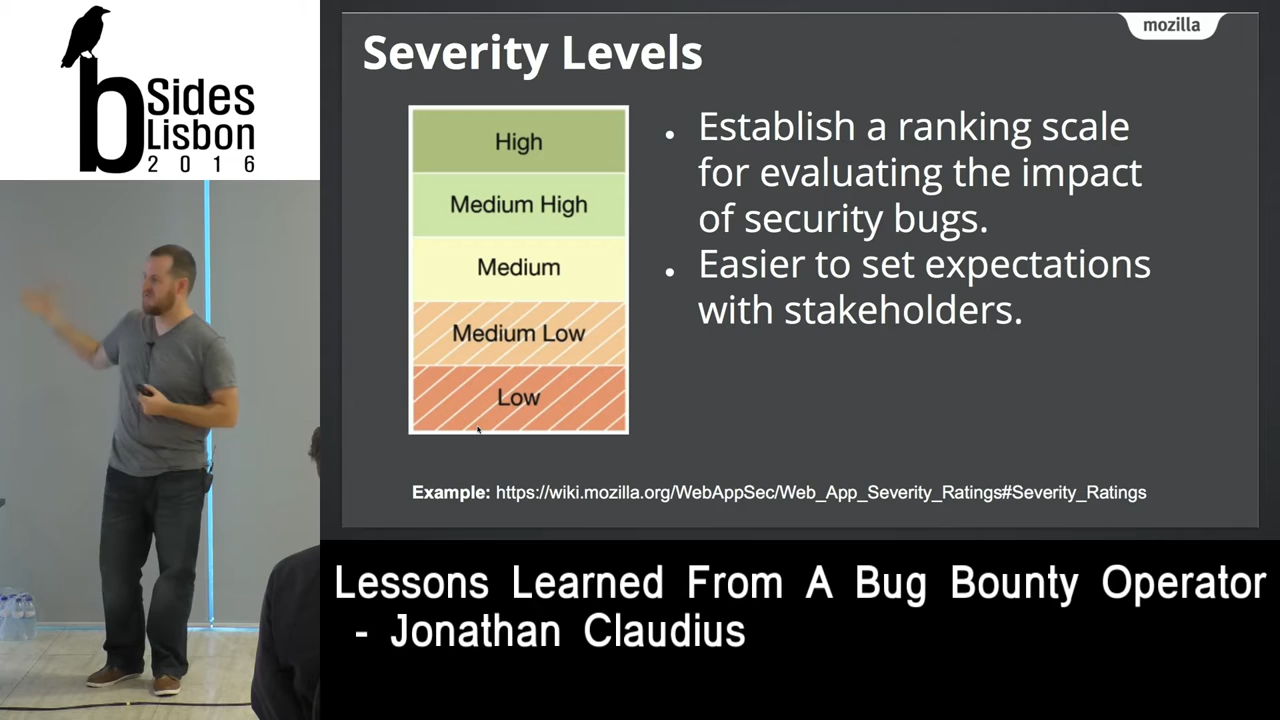 b
Sides
Lisbon
2016
mozilla
Severity Levels
High
Medium High
Medium
Medium Low
Low
• Establish a ranking scale
for evaluating the impact
of security bugs.
• Easier to set expectations
with stakeholders.
Example: https://wiki.mozilla.org/WebAppSec/Web_App_Severity_Ratings#Severity_Ratings
Lessons Learned From A Bug Bounty Operator
- Jonathan Claudius